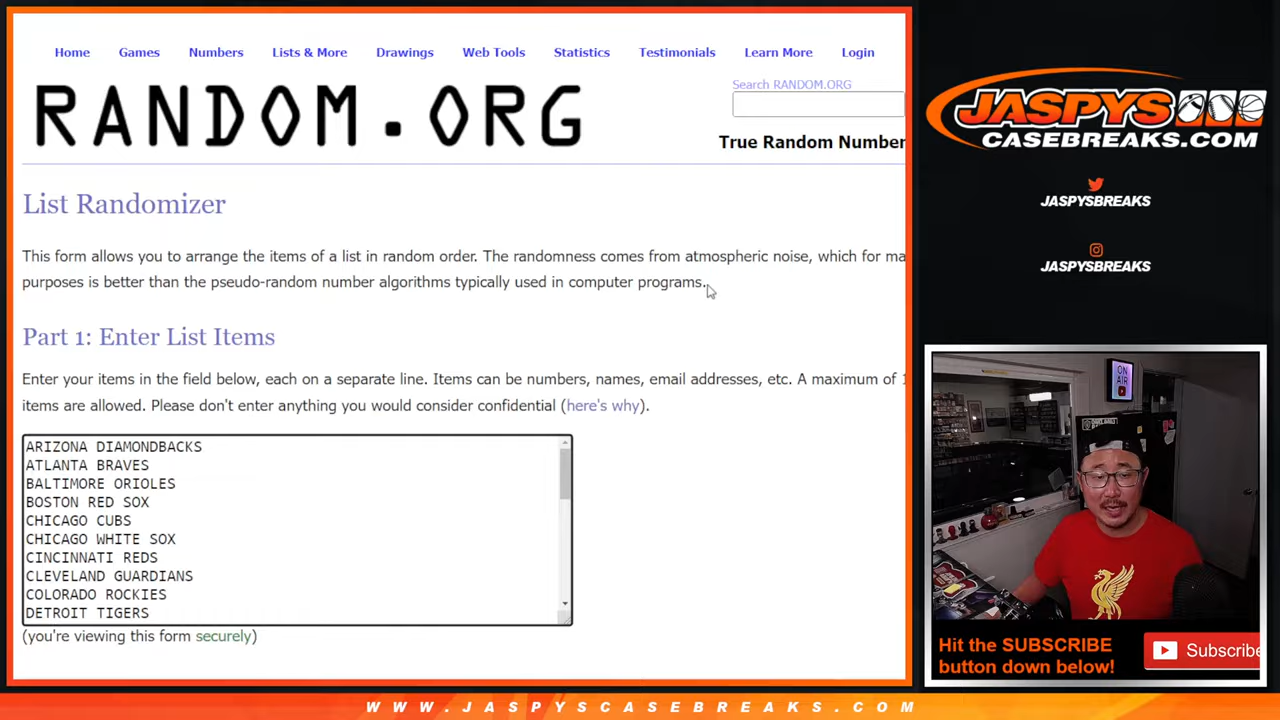 Home Games Numbers Lists & More Drawings Web Tools Statistics Testimonials Learn More Login
Search RANDOM.ORG
RANDOM.ORG
True Random Number
List Randomizer
This form allows you to arrange the items of a list in random order. The randomness comes from atmospheric noise, which for ma
purposes is better than the pseudo-random number algorithms typically used in computer programs.
Part 1: Enter List Items
Enter your items in the field below, each on a separate line. Items can be numbers, names, email addresses, etc. A maximum of 1
items are allowed. Please don't enter anything you would consider confidential (here's why).
ARIZONA DIAMONDBACKS
ATLANTA BRAVES
BALTIMORE ORIOLES
BOSTON RED SOX
CHICAGO CUBS
CHICAGO WHITE SOX
CINCINNATI REDS
CLEVELAND GUARDIANS
COLORADO ROCKIES
DETROIT TIGERS
(you're viewing this form securely)
JASPYS
CASEBREAKS.COM
JASPYSBREAKS
JASPYSBREAKS
ON
AIR
Hit the SUBSCRIBE
button down below!
Subscribe
WWW.JASPYSCASEBREAKS.COM